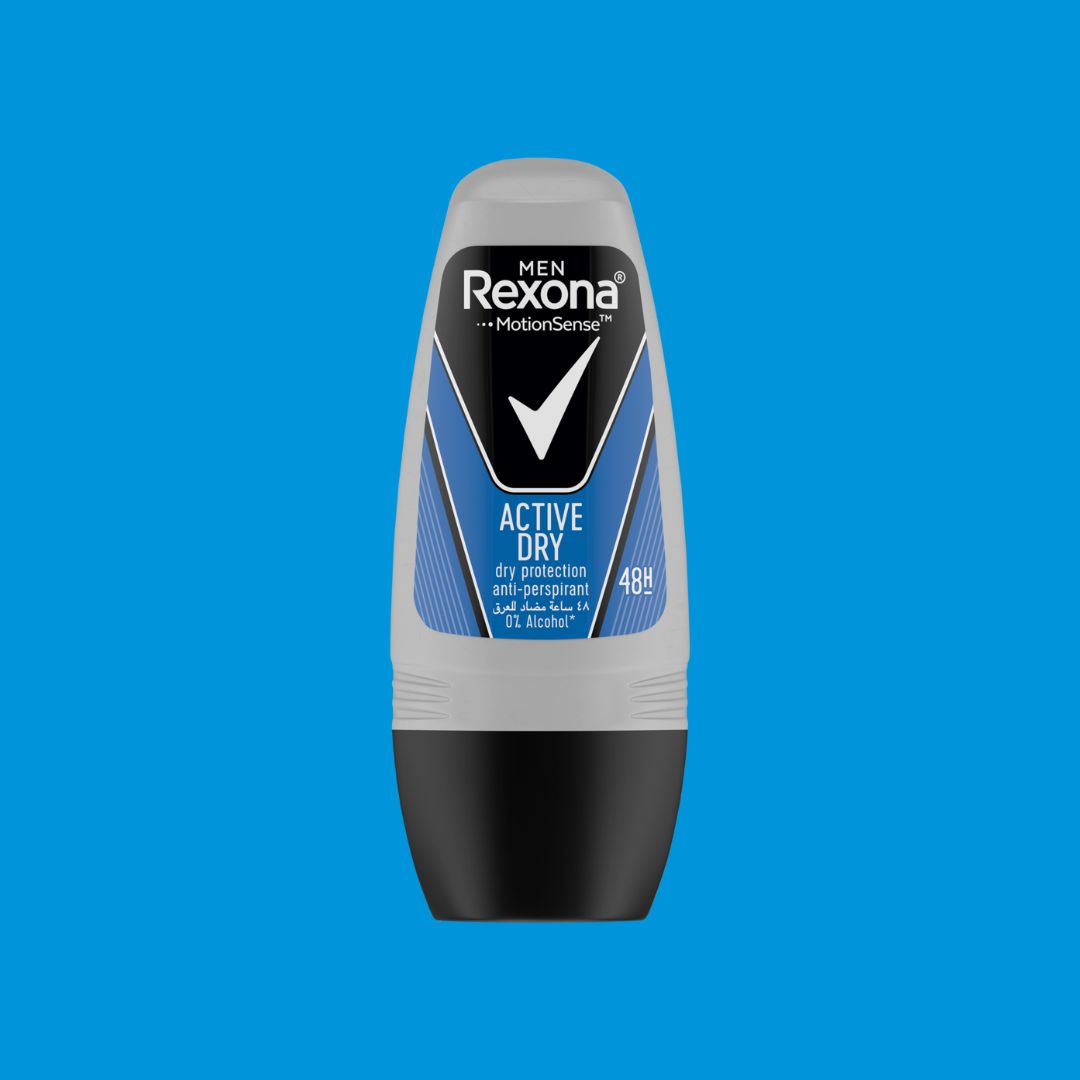 MEN
Rexona®
MotionSense™
ACTIVE
DRY
dry protection
anti-perspirant
٤٨ ساعة مضاد للعرق
0% Alcohol*
48H